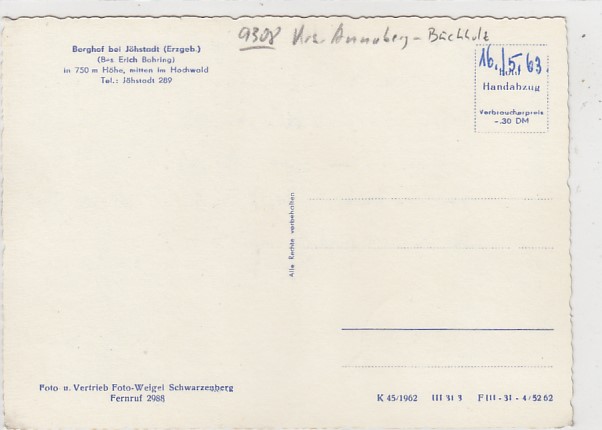 9308 Krs. Annaberg-Buchholz
Berghof bei Jöhstadt (Erzgeb.)
(Bes. Erich Bohring)
in 750 m Höhe, mitten im Hochwald
Tel.: Jöhstadt 289
16./5.63.
Handabzug
Verbraucherpreis
-.30 DM
Alle Rechte vorbehalten
Foto u. Vertrieb Foto-Weigel Schwarzenberg
Fernruf 2988
K 45/1962 III 31 3 F III - 31 - 4/52 62